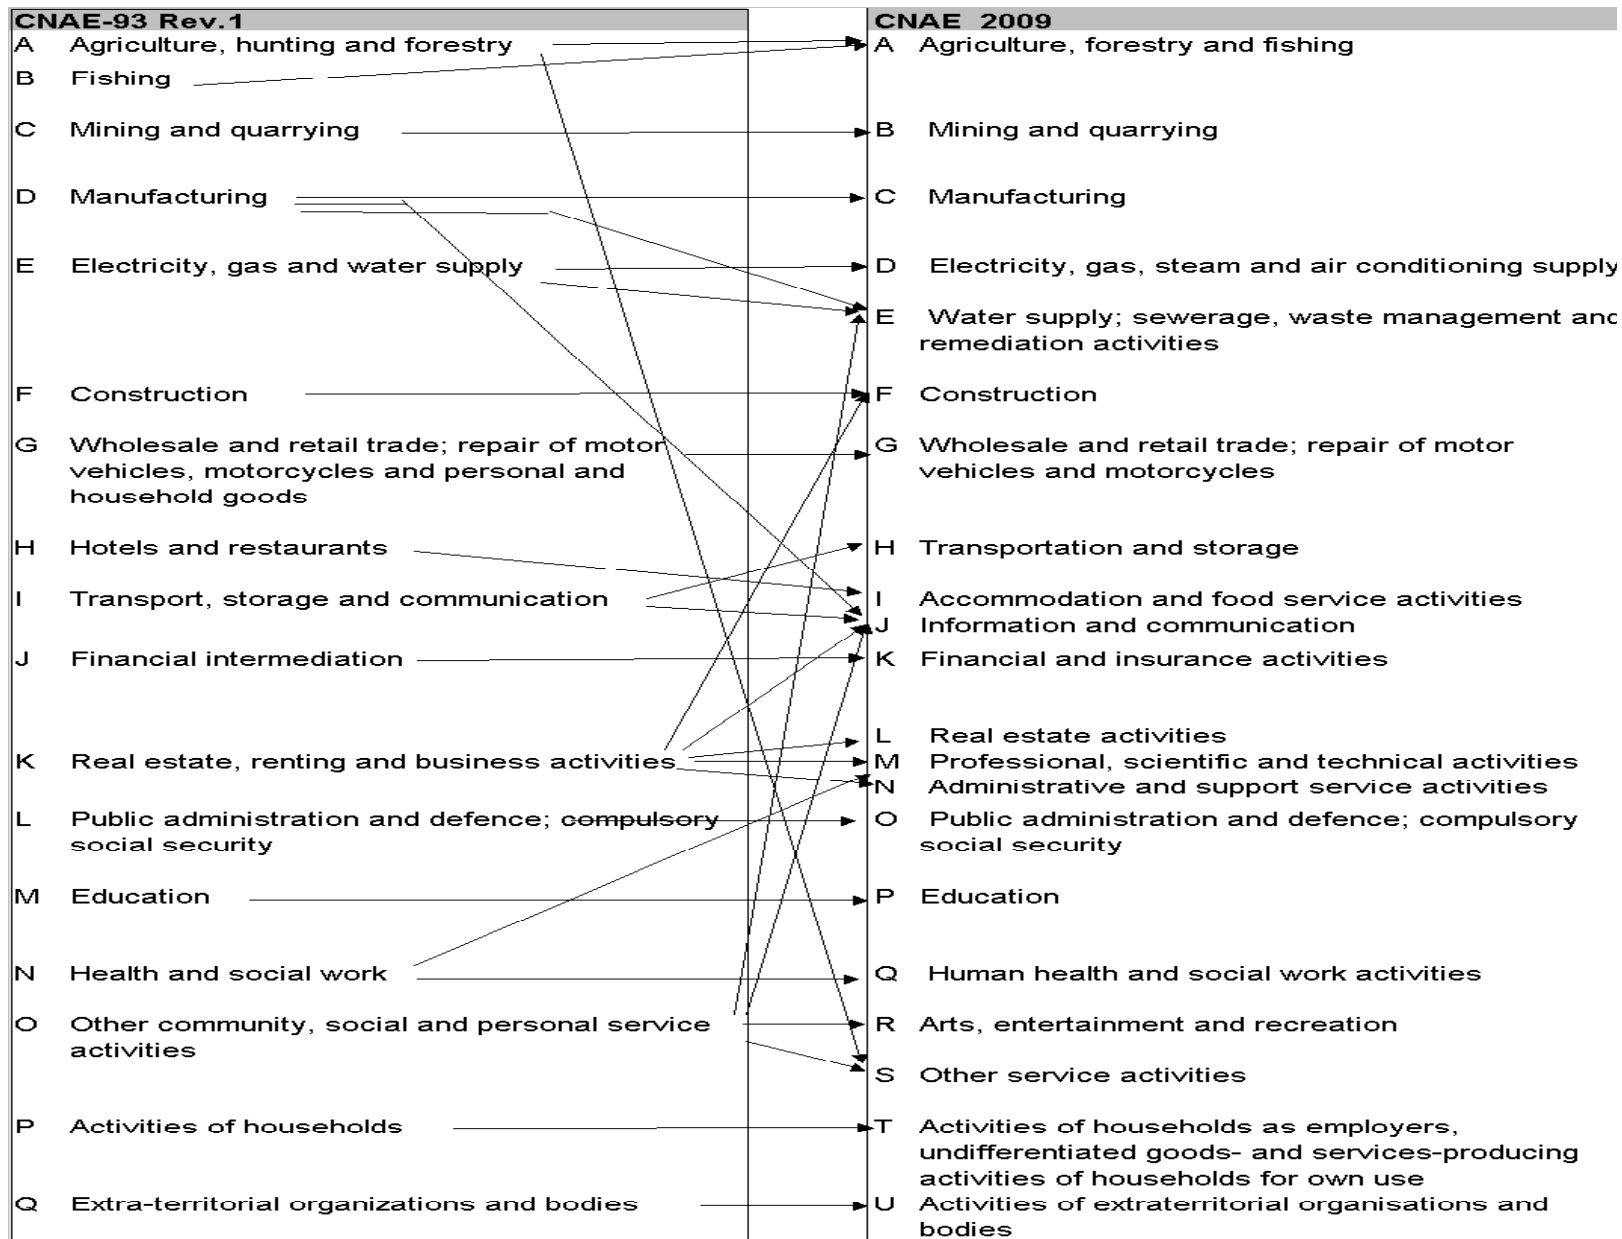 CNAE-93 Rev.1
A Agriculture, hunting and forestry
B Fishing
C Mining and quarrying
D Manufacturing
E Electricity, gas and water supply
F Construction
G Wholesale and retail trade; repair of motor
vehicles, motorcycles and personal and
household goods
H Hotels and restaurants
I Transport, storage and communication
J Financial intermediation
K Real estate, renting and business activities
L Public administration and defence; compulsory
social security
M Education
N Health and social work
O Other community, social and personal service
activities
P Activities of households
Q Extra-territorial organizations and bodies
CNAE 2009
A Agriculture, forestry and fishing
B Mining and quarrying
C Manufacturing
D Electricity, gas, steam and air conditioning supply
E Water supply; sewerage, waste management and
remediation activities
F Construction
G Wholesale and retail trade; repair of motor
vehicles and motorcycles
H Transportation and storage
I Accommodation and food service activities
J Information and communication
K Financial and insurance activities
L Real estate activities
M Professional, scientific and technical activities
N Administrative and support service activities
O Public administration and defence; compulsory
social security
P Education
Q Human health and social work activities
R Arts, entertainment and recreation
S Other service activities
T Activities of households as employers,
undifferentiated goods- and services-producing
activities of households for own use
U Activities of extraterritorial organisations and
bodies